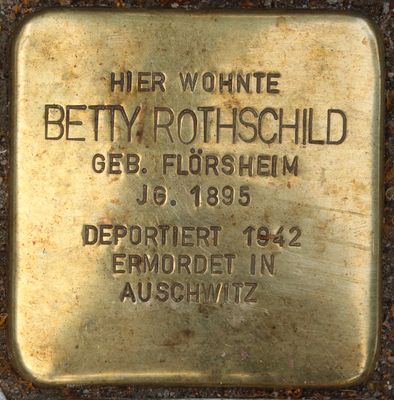 HIER WOHNTE
BETTY ROTHSCHILD
GEB. FLÖRSHEIM
JG. 1895
DEPORTIERT 1942
ERMORDET IN
AUSCHWITZ